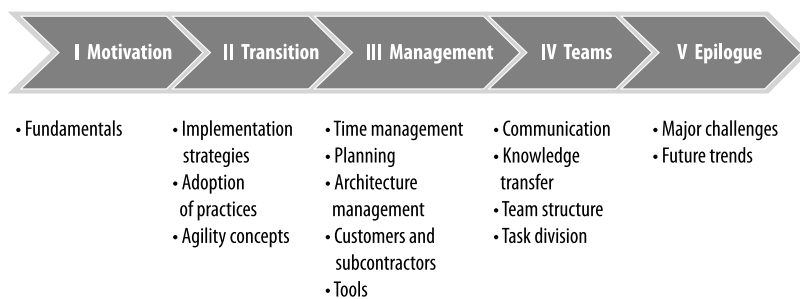 I Motivation
II Transition
III Management
IV Teams
V Epilogue
• Fundamentals
• Implementation
strategies
• Adoption
of practices
• Agility concepts
• Time management
• Planning
• Architecture
management
• Customers and
subcontractors
• Tools
• Communication
• Knowledge
transfer
• Team structure
• Task division
• Major challenges
• Future trends